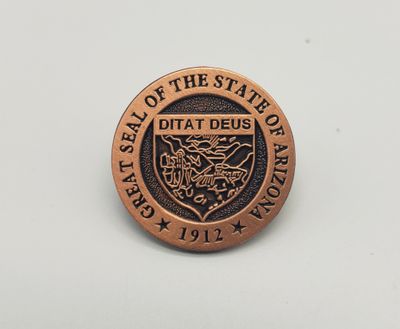 GREAT SEAL OF THE STATE OF ARIZONA
DITAT DEUS
★ 1912 ★